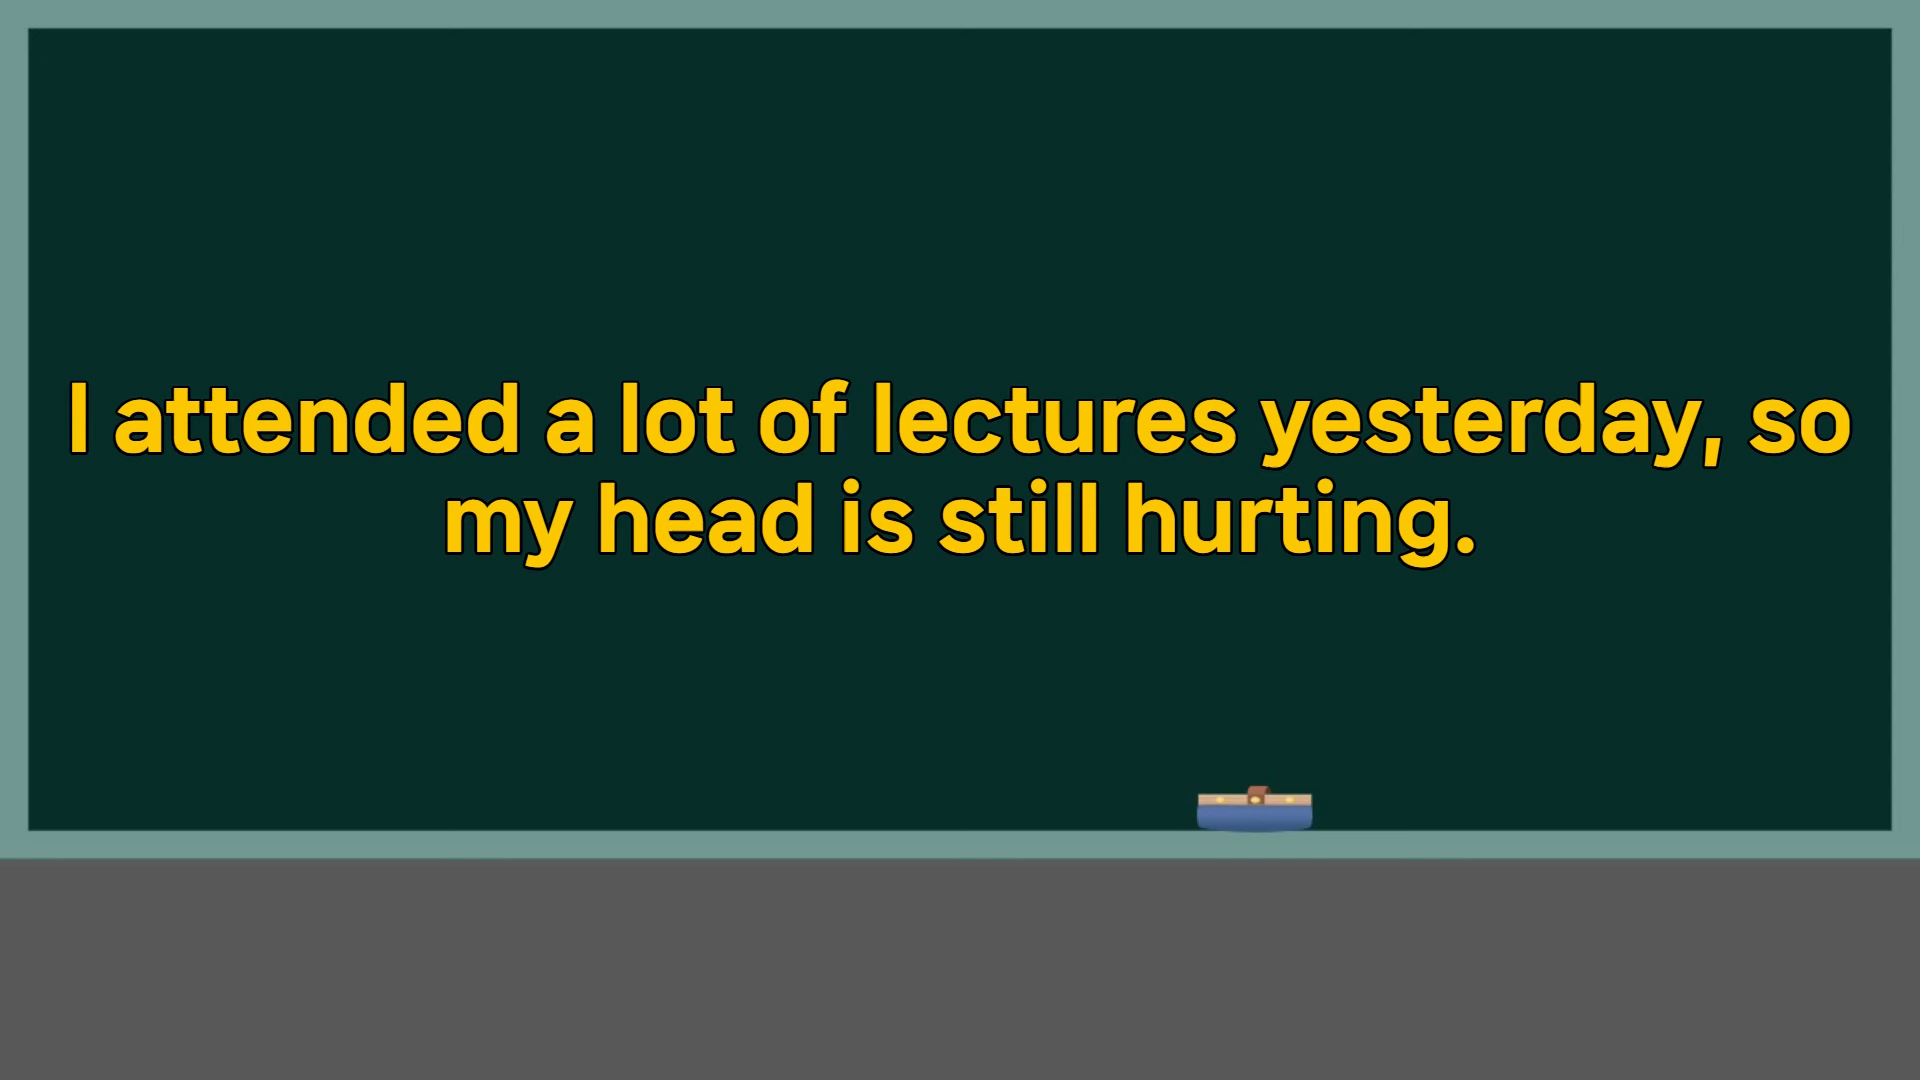 I attended a lot of lectures yesterday, so
my head is still hurting.